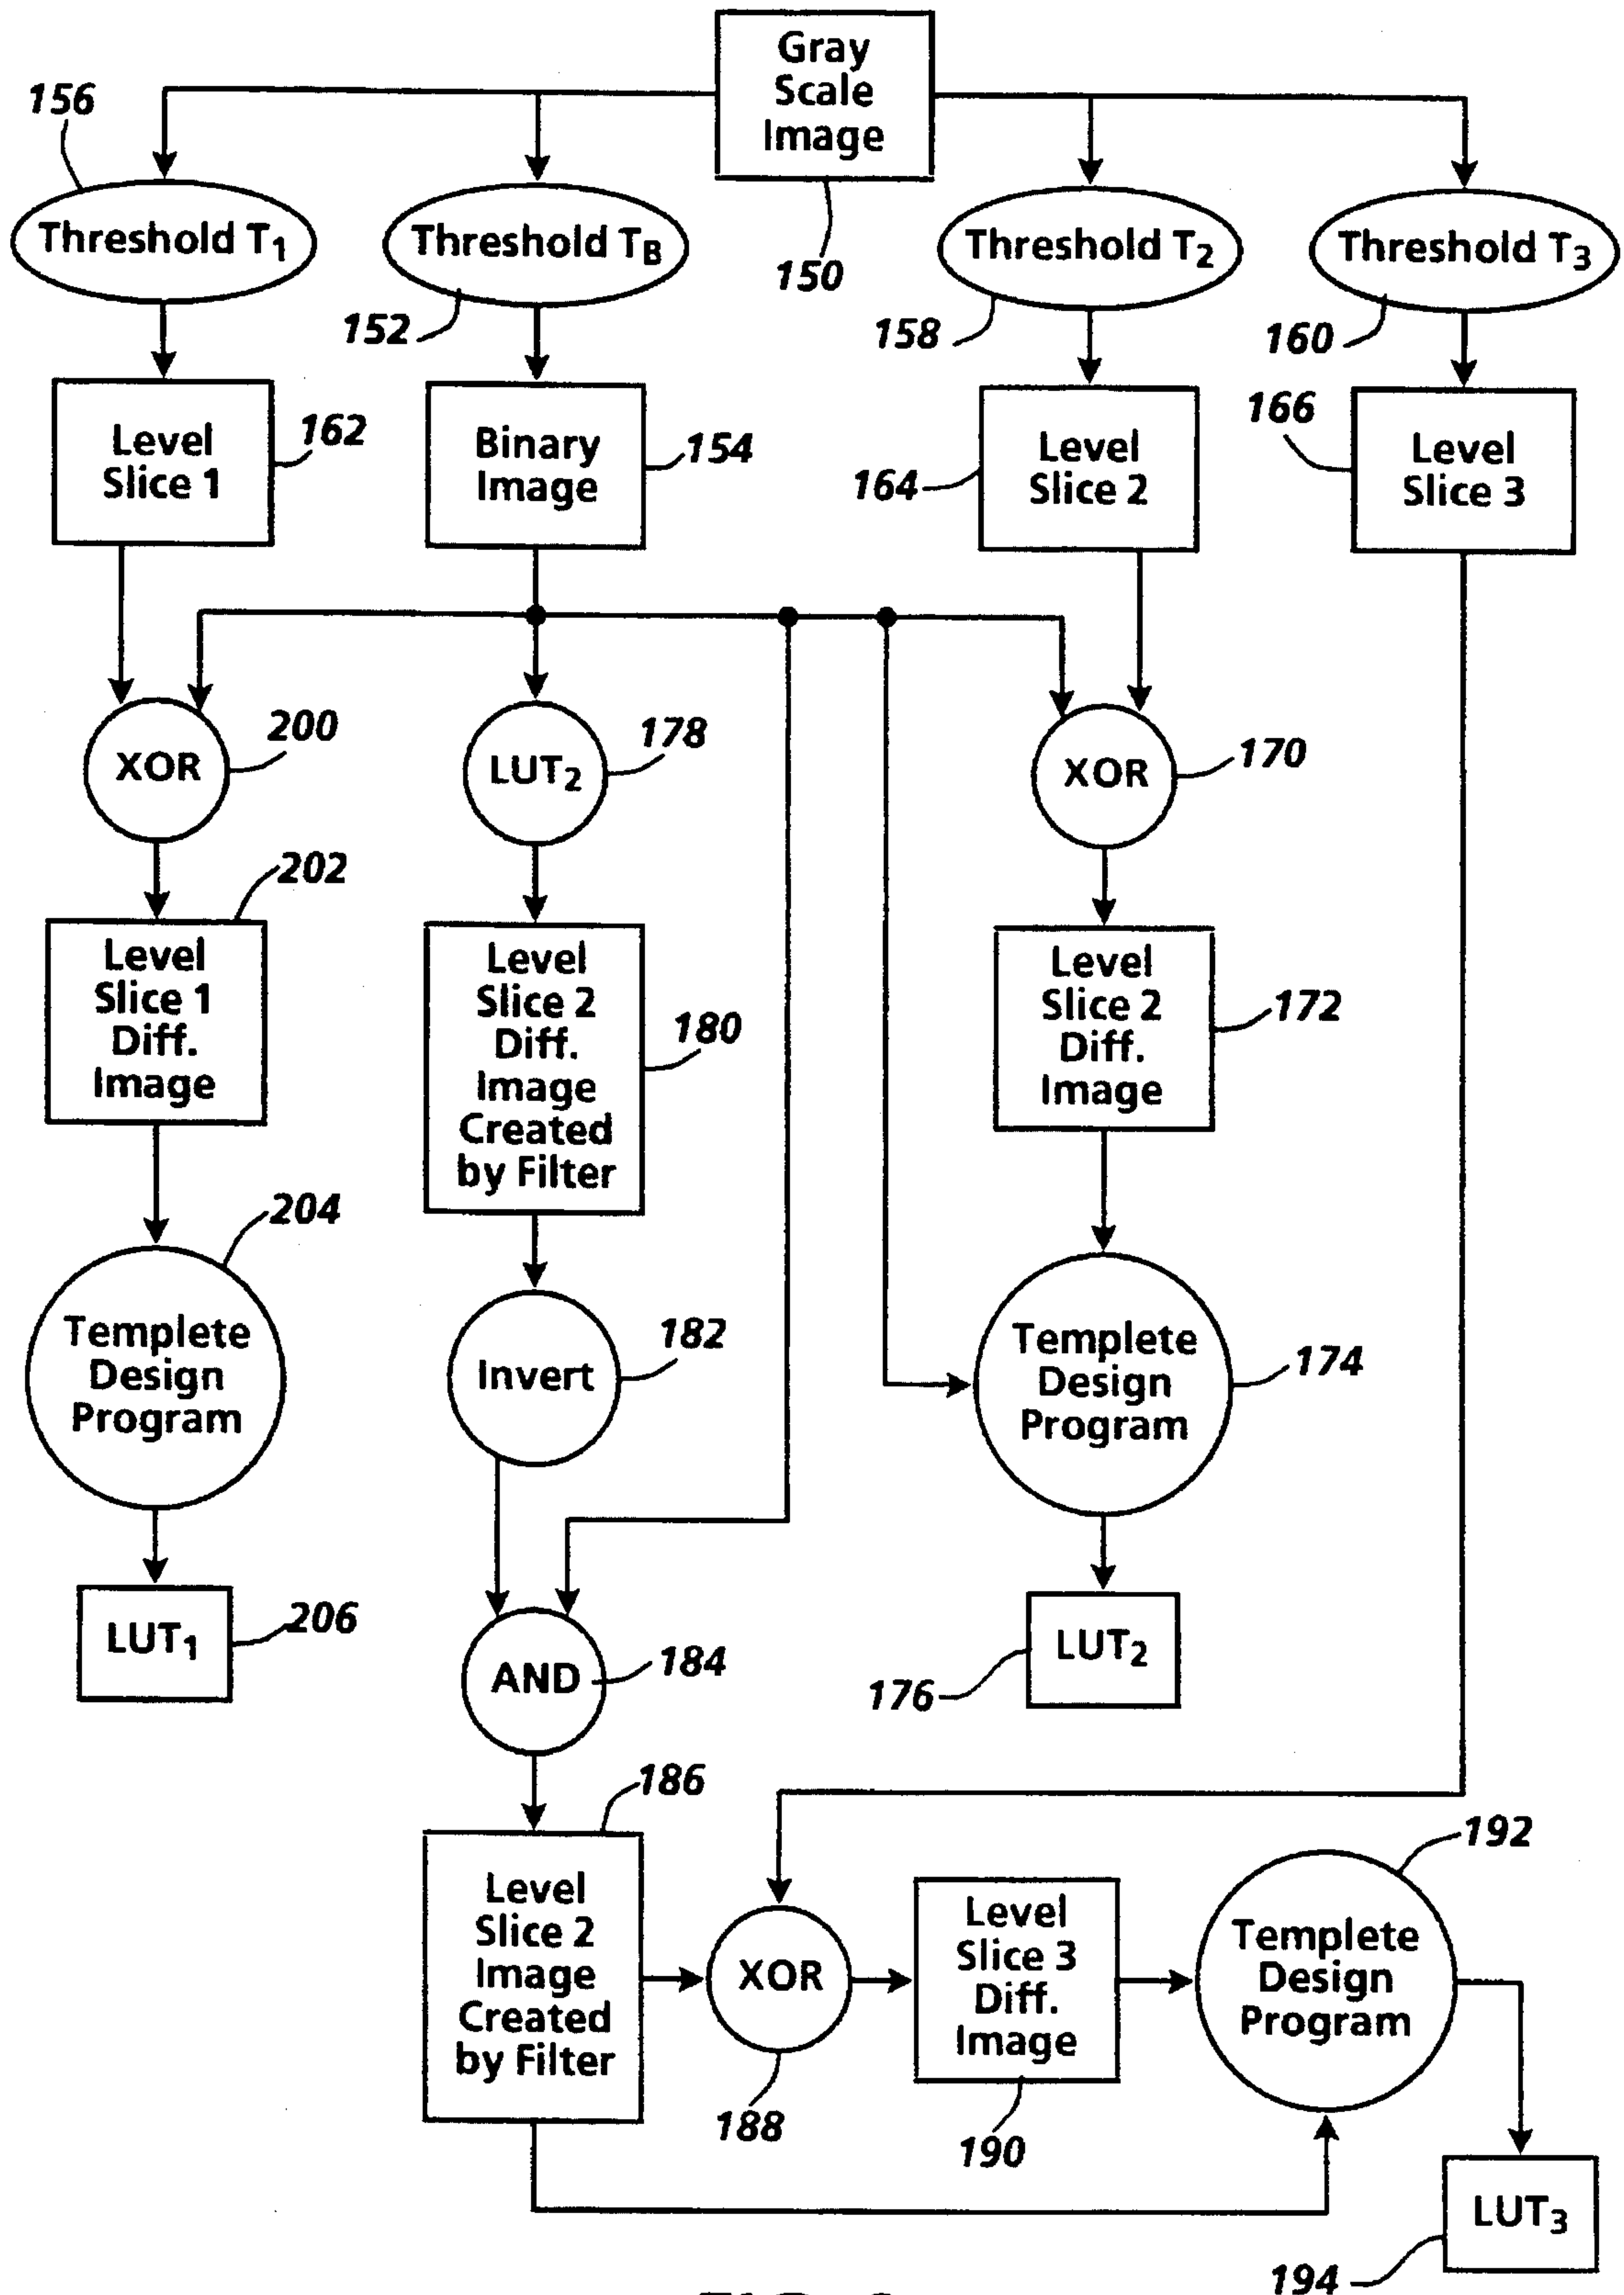 Gray
Scale
Image
150
156
Threshold T₁
Threshold T_B
152
Threshold T₂
158
Threshold T₃
160
Level
Slice 1
162
Binary
Image
154
Level
Slice 2
164
Level
Slice 3
166
XOR
200
LUT₂
178
XOR
170
Level
Slice 1
Diff.
Image
202
Level
Slice 2
Diff.
Image
Created
by Filter
180
Level
Slice 2
Diff.
Image
172
Templete
Design
Program
204
Invert
182
Templete
Design
Program
174
LUT₁
206
AND
184
LUT₂
176
Level
Slice 2
Image
Created
by Filter
186
XOR
188
Level
Slice 3
Diff.
Image
190
Templete
Design
Program
192
LUT₃
194